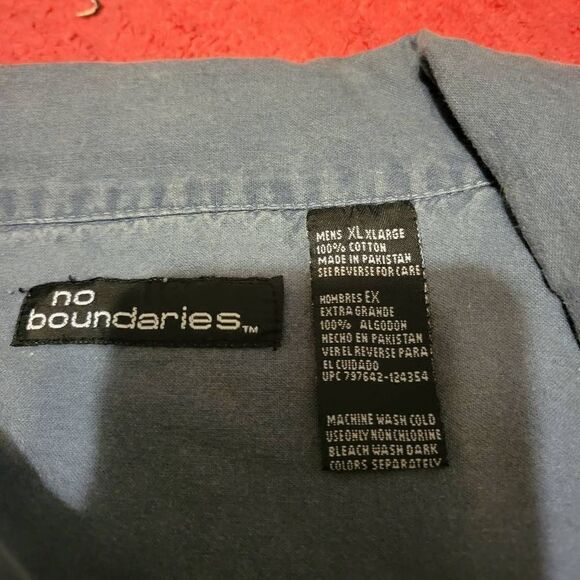 no
boundaries™
MENS XL XLARGE
100% COTTON
MADE IN PAKISTAN
SEE REVERSE FOR CARE
HOMBRES EX
EXTRA GRANDE
100% ALGODON
HECHO EN PAKISTAN
VER EL REVERSE PARA
EL CUIDADO
UPC 797642-124354
MACHINE WASH COLD
USE ONLY NON CHLORINE
BLEACH WASH DARK
COLORS SEPARATELY